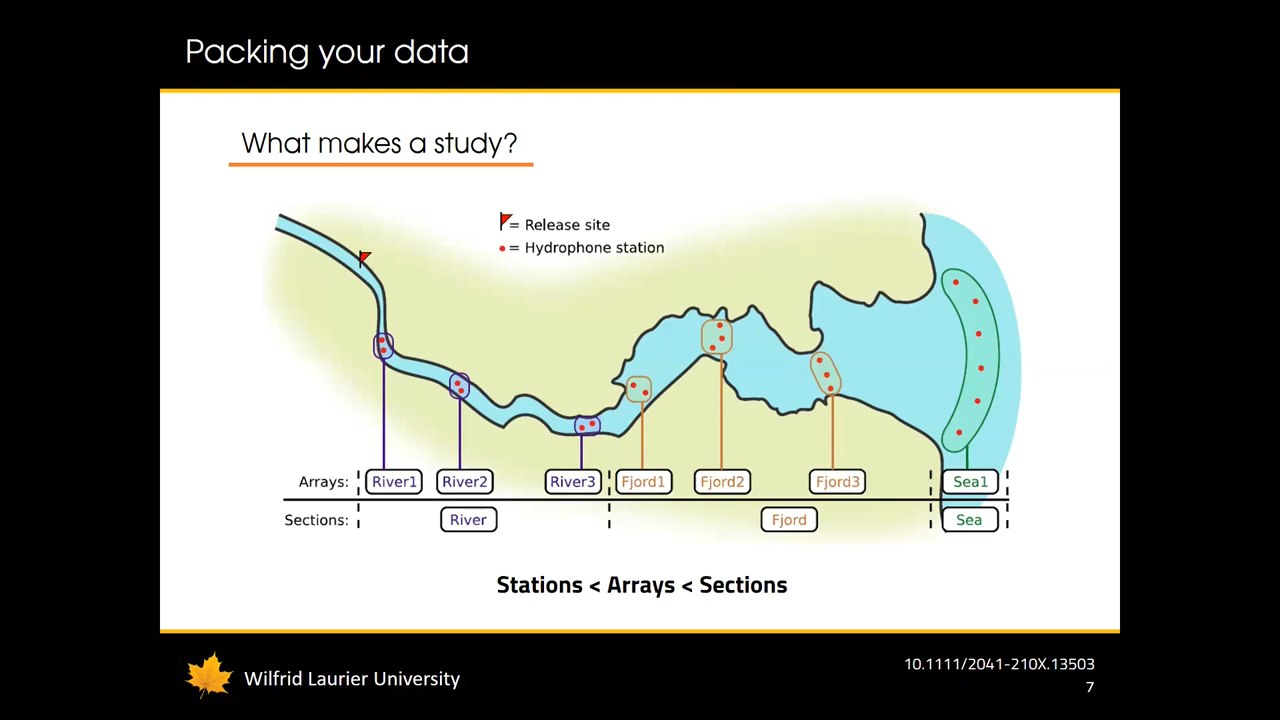 Packing your data
What makes a study?
= Release site
= Hydrophone station
Arrays: River1 River2 River3 Fjord1 Fjord2 Fjord3 Sea1
Sections: River Fjord Sea
Stations < Arrays < Sections
Wilfrid Laurier University
10.1111/2041-210X.13503
7